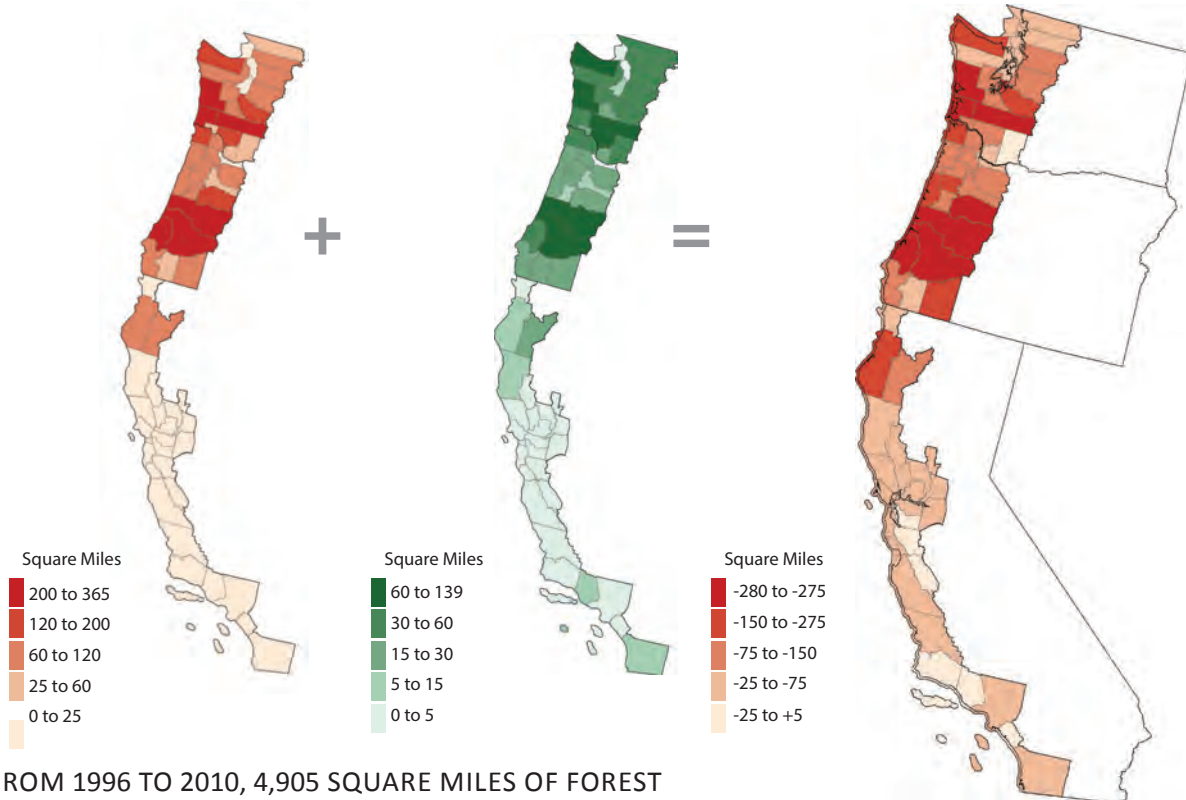 +
=
Square Miles
200 to 365
120 to 200
60 to 120
25 to 60
0 to 25
Square Miles
60 to 139
30 to 60
15 to 30
5 to 15
0 to 5
Square Miles
-280 to -275
-150 to -275
-75 to -150
-25 to -75
-25 to +5
ROM 1996 TO 2010, 4,905 SQUARE MILES OF FOREST